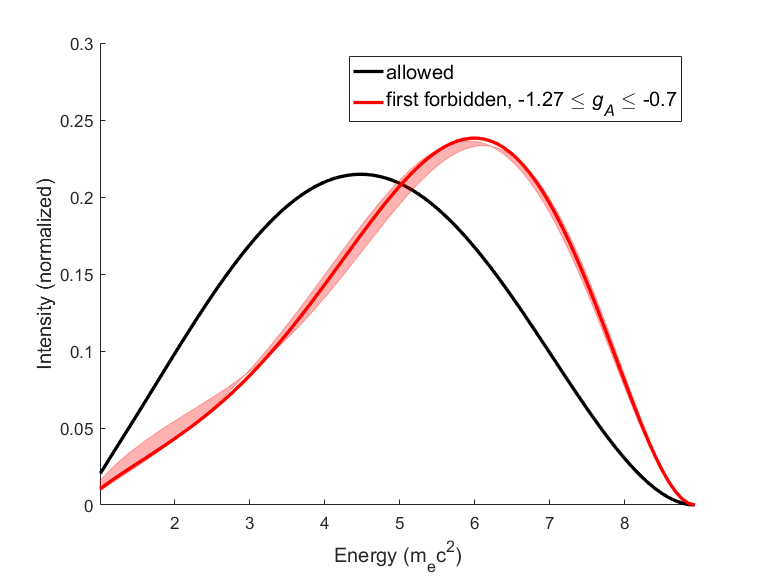 0.3
allowed
first forbidden, -1.27 ≤ g_A ≤ -0.7
0.25
0.2
0.15
0.1
0.05
0
Intensity (normalized)
2 3 4 5 6 7 8
Energy (m_ec^2)